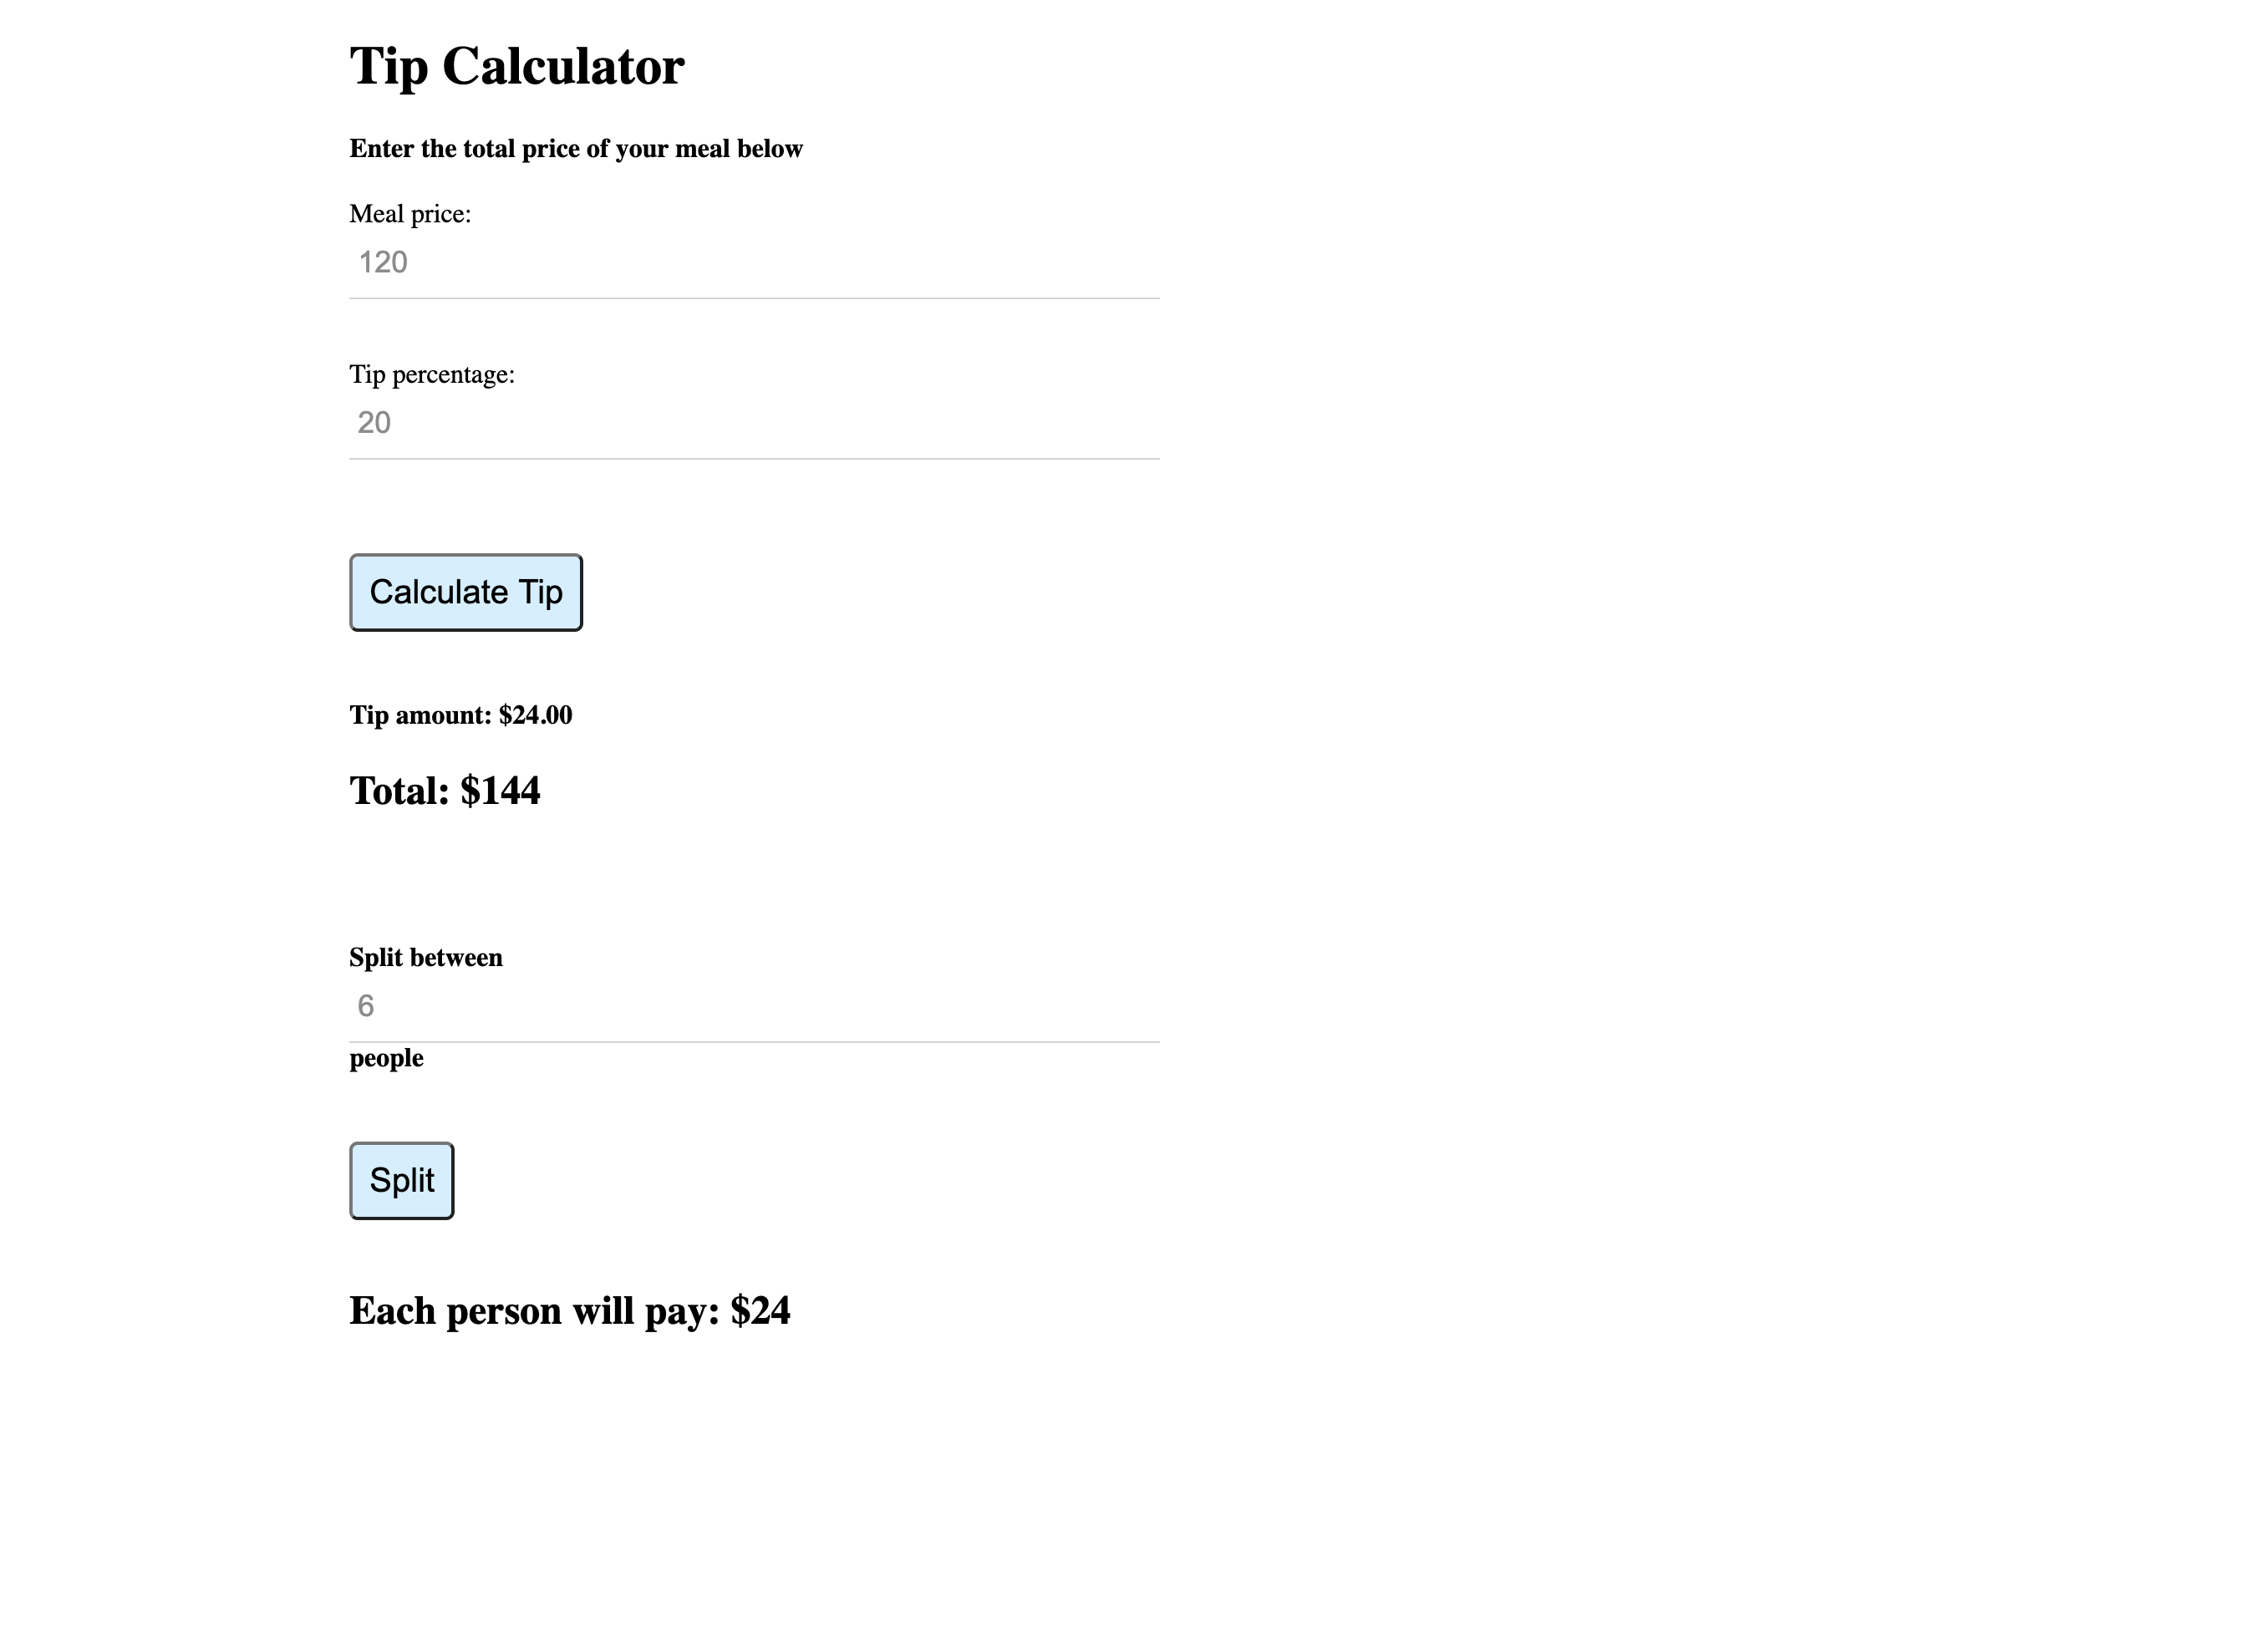 Tip Calculator
Enter the total price of your meal below
Meal price:
120
Tip percentage:
20
Calculate Tip
Tip amount: $24.00
Total: $144
Split between
6
people
Split
Each person will pay: $24